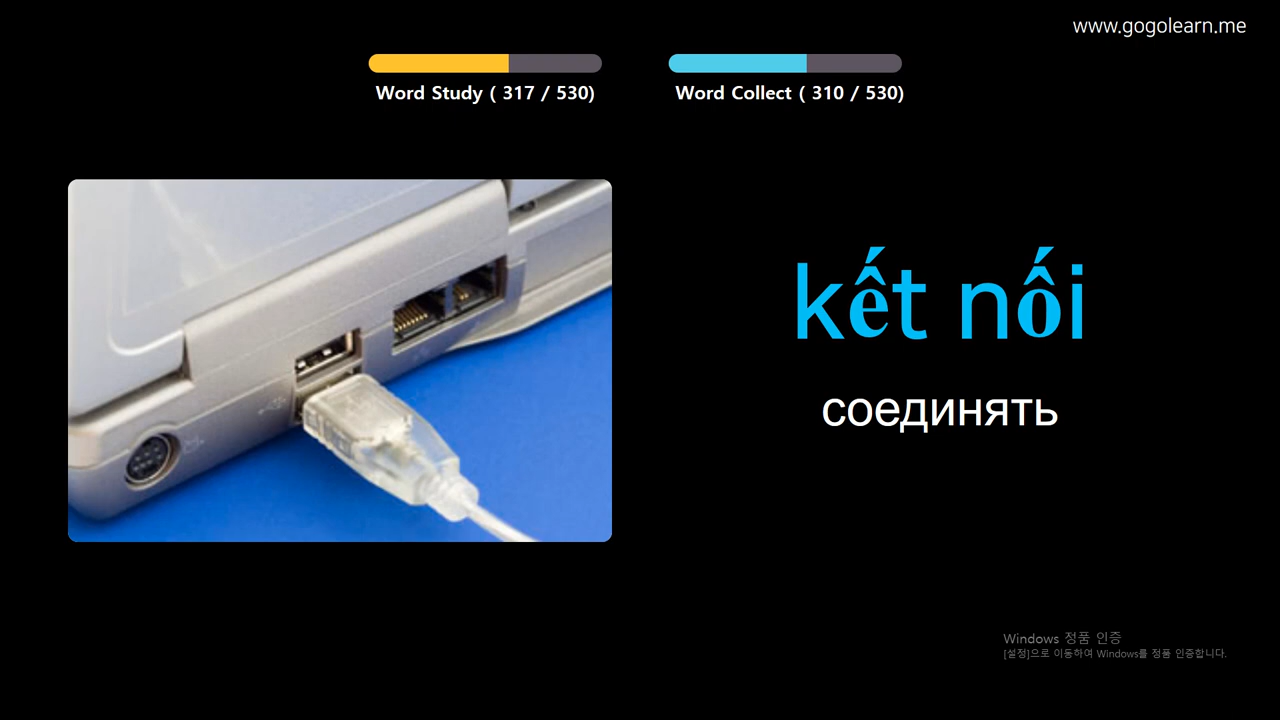 www.gogolearn.me
Word Study ( 317 / 530)
Word Collect ( 310 / 530)
kết nối
соединять
Windows 정품 인증
[설정]으로 이동하여 Windows를 정품 인증합니다.